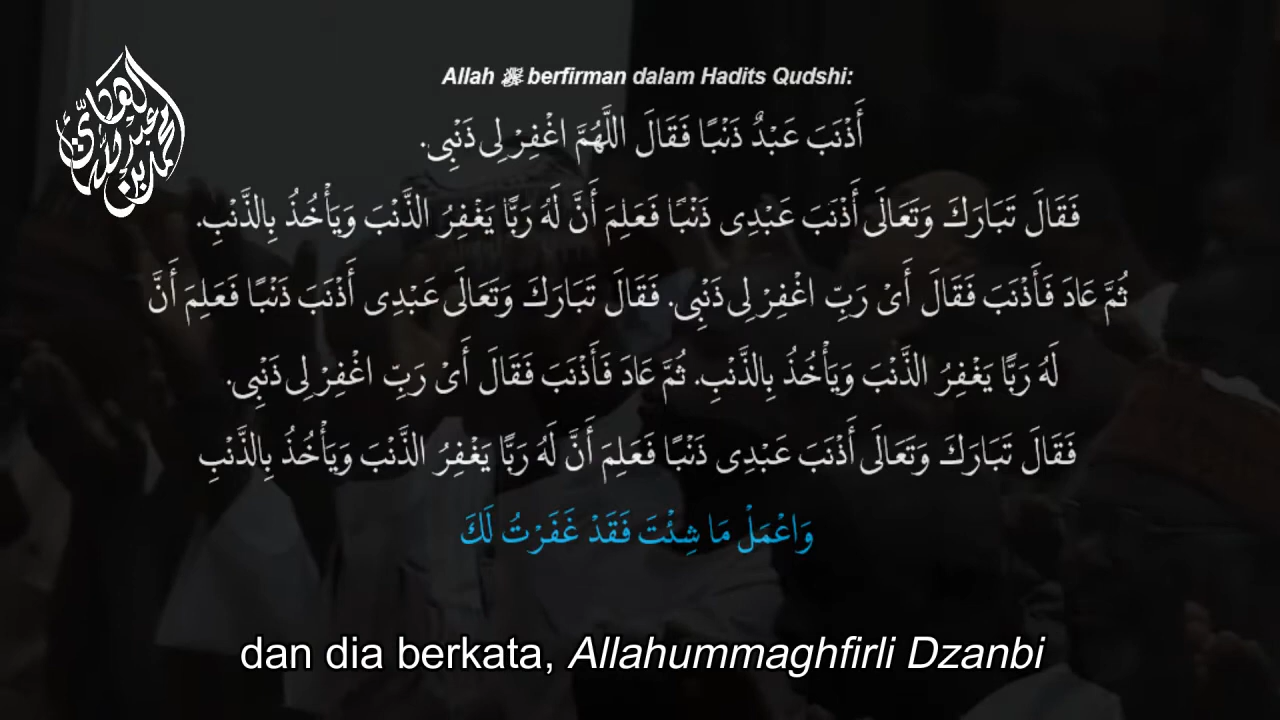 Allah ﷻ berfirman dalam Hadits Qudshi:
أَذْنَبَ عَبْدٌ ذَنْبًا فَقَالَ اللَّهُمَّ اغْفِرْ لِى ذَنْبِى.
فَقَالَ تَبَارَكَ وَتَعَالَى أَذْنَبَ عَبْدِى ذَنْبًا فَعَلِمَ أَنَّ لَهُ رَبًّا يَغْفِرُ الذَّنْبَ وَيَأْخُذُ بِالذَّنْبِ.
ثُمَّ عَادَ فَأَذْنَبَ فَقَالَ أَىْ رَبِّ اغْفِرْ لِى ذَنْبِى. فَقَالَ تَبَارَكَ وَتَعَالَى عَبْدِى أَذْنَبَ ذَنْبًا فَعَلِمَ أَنَّ
لَهُ رَبًّا يَغْفِرُ الذَّنْبَ وَيَأْخُذُ بِالذَّنْبِ. ثُمَّ عَادَ فَأَذْنَبَ فَقَالَ أَىْ رَبِّ اغْفِرْ لِى ذَنْبِى.
فَقَالَ تَبَارَكَ وَتَعَالَى أَذْنَبَ عَبْدِى ذَنْبًا فَعَلِمَ أَنَّ لَهُ رَبًّا يَغْفِرُ الذَّنْبَ وَيَأْخُذُ بِالذَّنْبِ
وَاعْمَلْ مَا شِئْتَ فَقَدْ غَفَرْتُ لَكَ
dan dia berkata, Allahummaghfirli Dzanbi